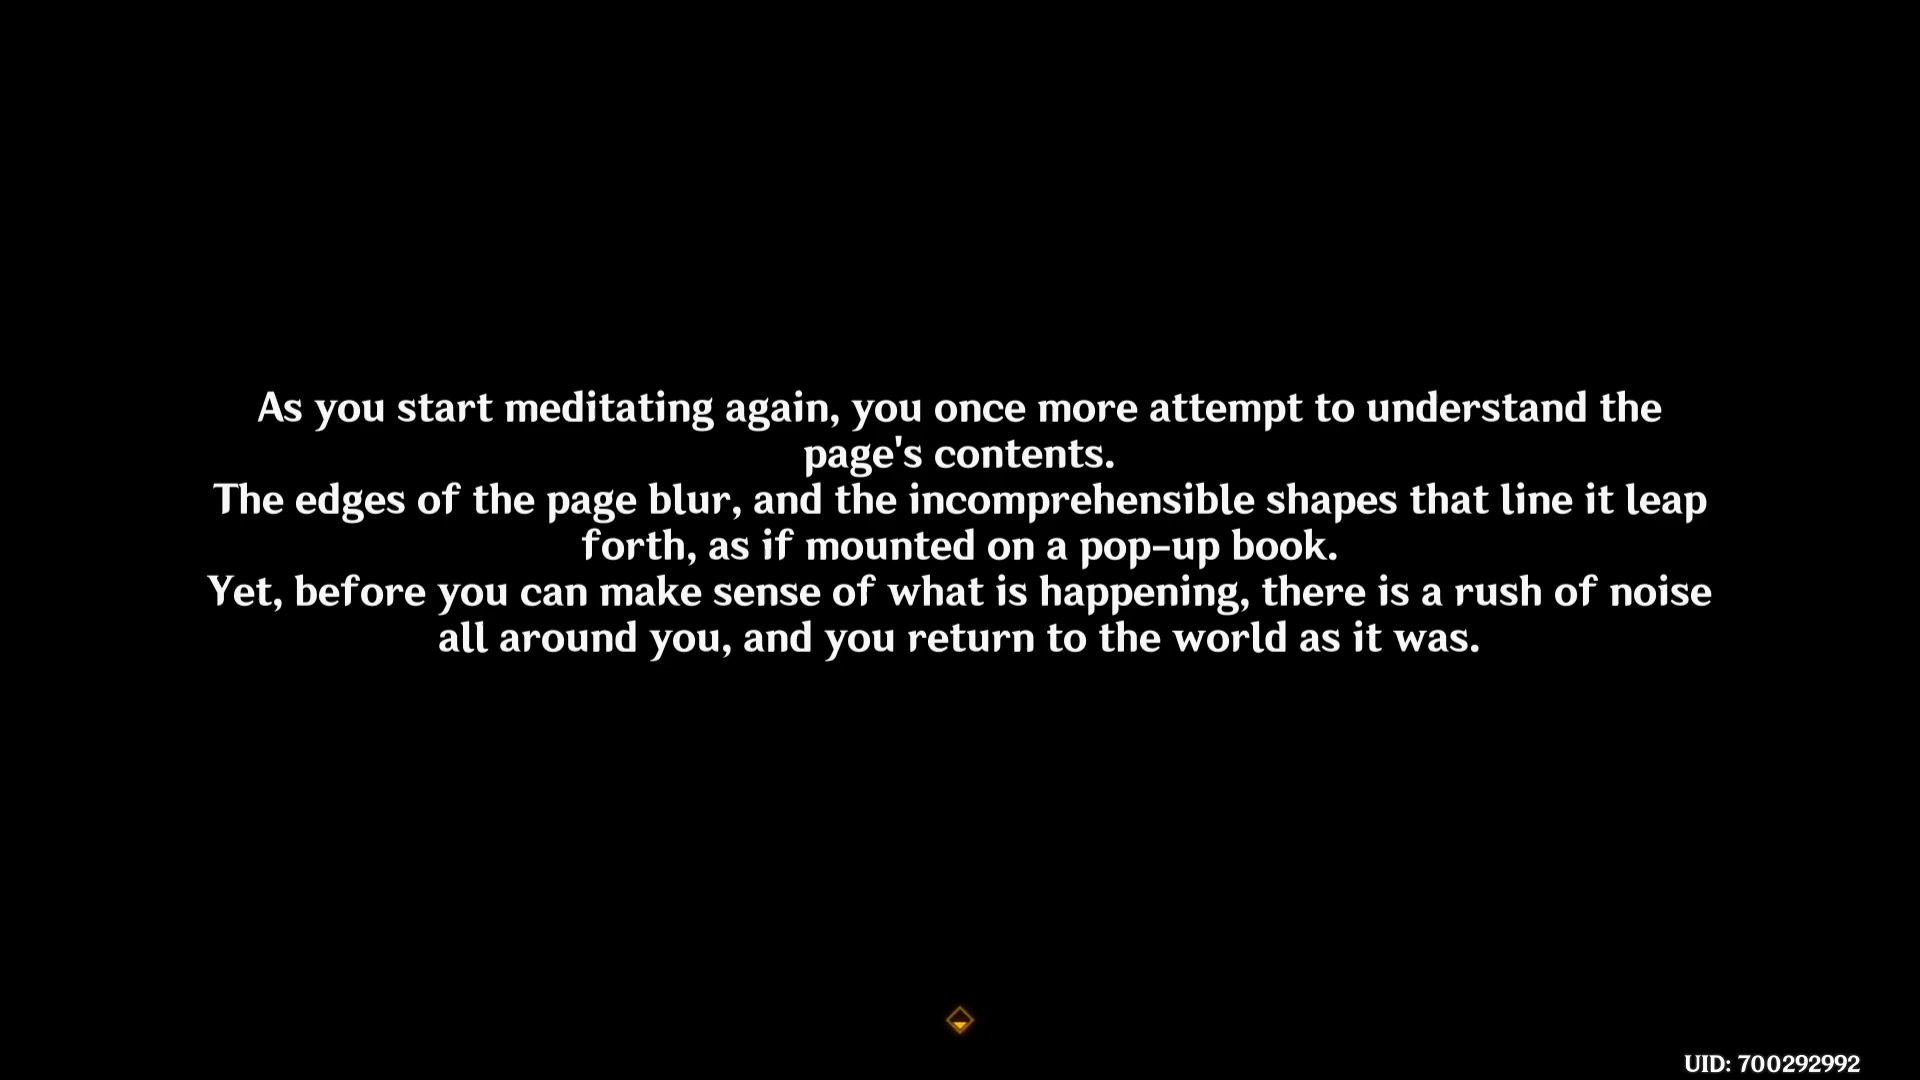 As you start meditating again, you once more attempt to understand the
page's contents.
The edges of the page blur, and the incomprehensible shapes that line it leap
forth, as if mounted on a pop-up book.
Yet, before you can make sense of what is happening, there is a rush of noise
all around you, and you return to the world as it was.
UID: 700292992